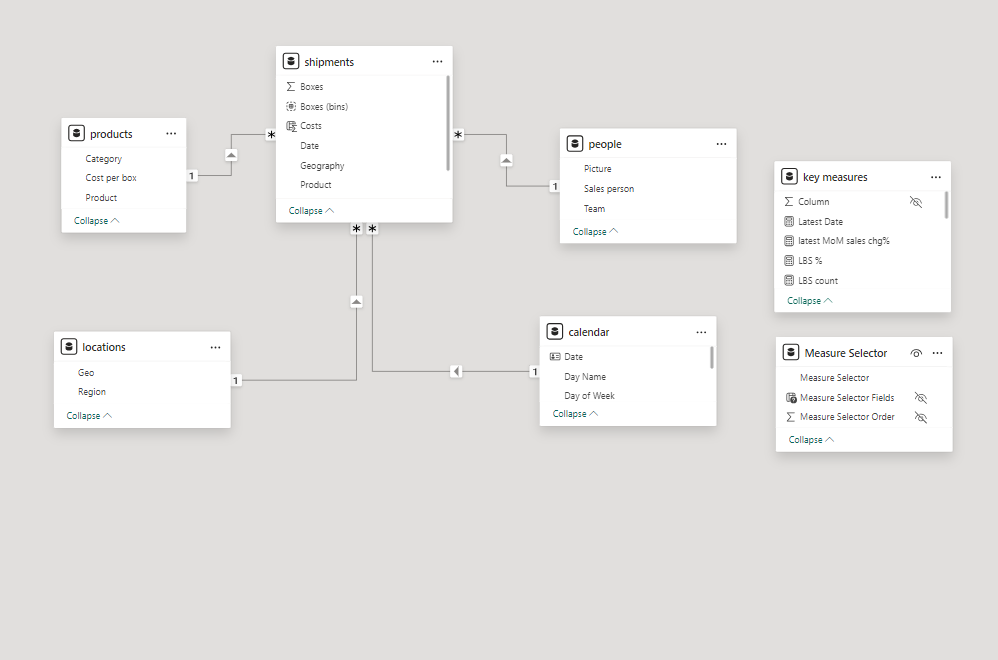 shipments
Boxes
Boxes (bins)
Costs
Date
Geography
Product
Collapse
products
Category
Cost per box
Product
Collapse
people
Picture
Sales person
Team
Collapse
key measures
Column
Latest Date
latest MoM sales chg%
LBS %
LBS count
Collapse
locations
Geo
Region
Collapse
calendar
Date
Day Name
Day of Week
Collapse
Measure Selector
Measure Selector
Measure Selector Fields
Measure Selector Order
Collapse
1
*
*
1
*
*
1
1